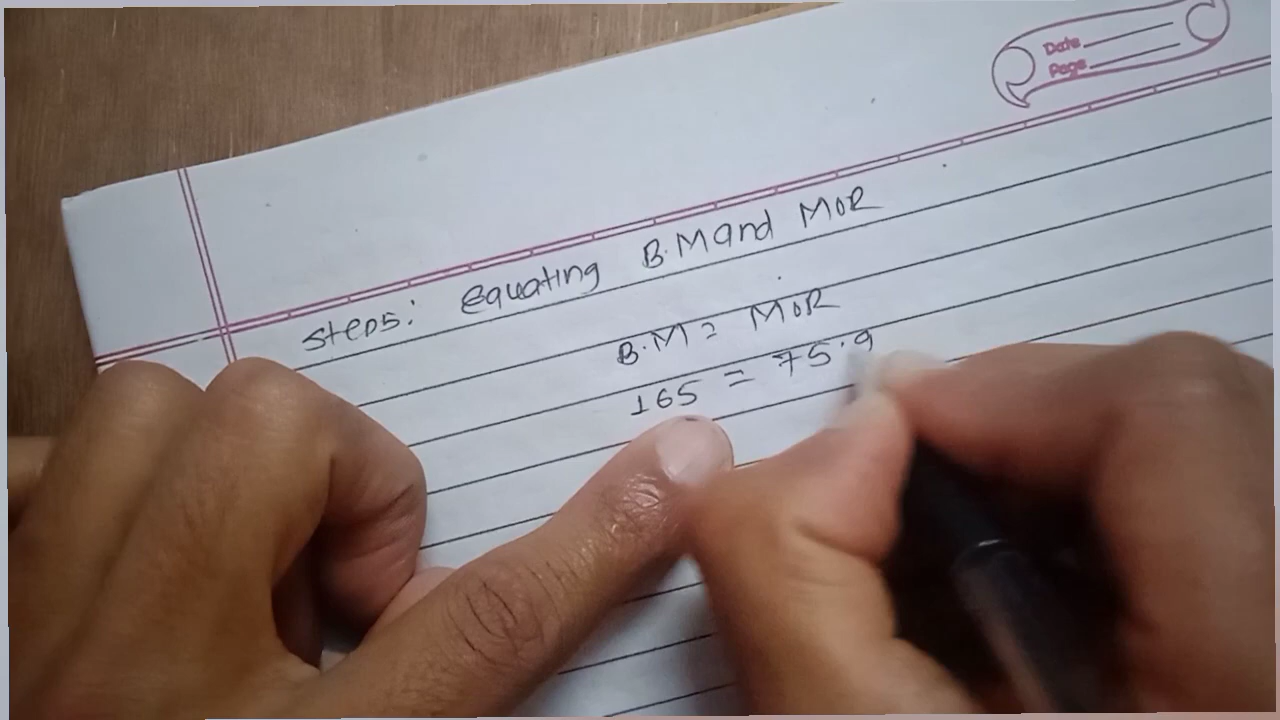 Date
Page
Step5: equating B.M and MOR
B.M = MOR
165 = 75.9